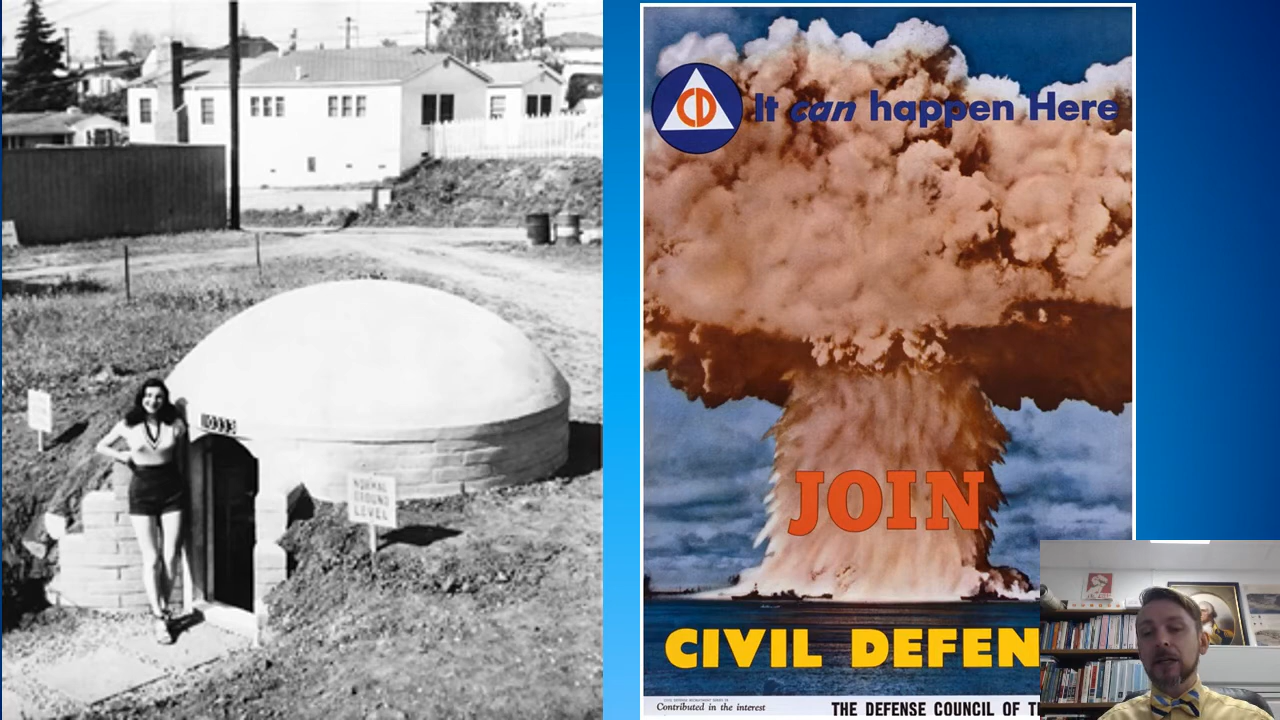 10333
NORMAL
GROUND
LEVEL
CD
It can happen Here
JOIN
CIVIL DEFEN
Contributed in the interest
THE DEFENSE COUNCIL OF